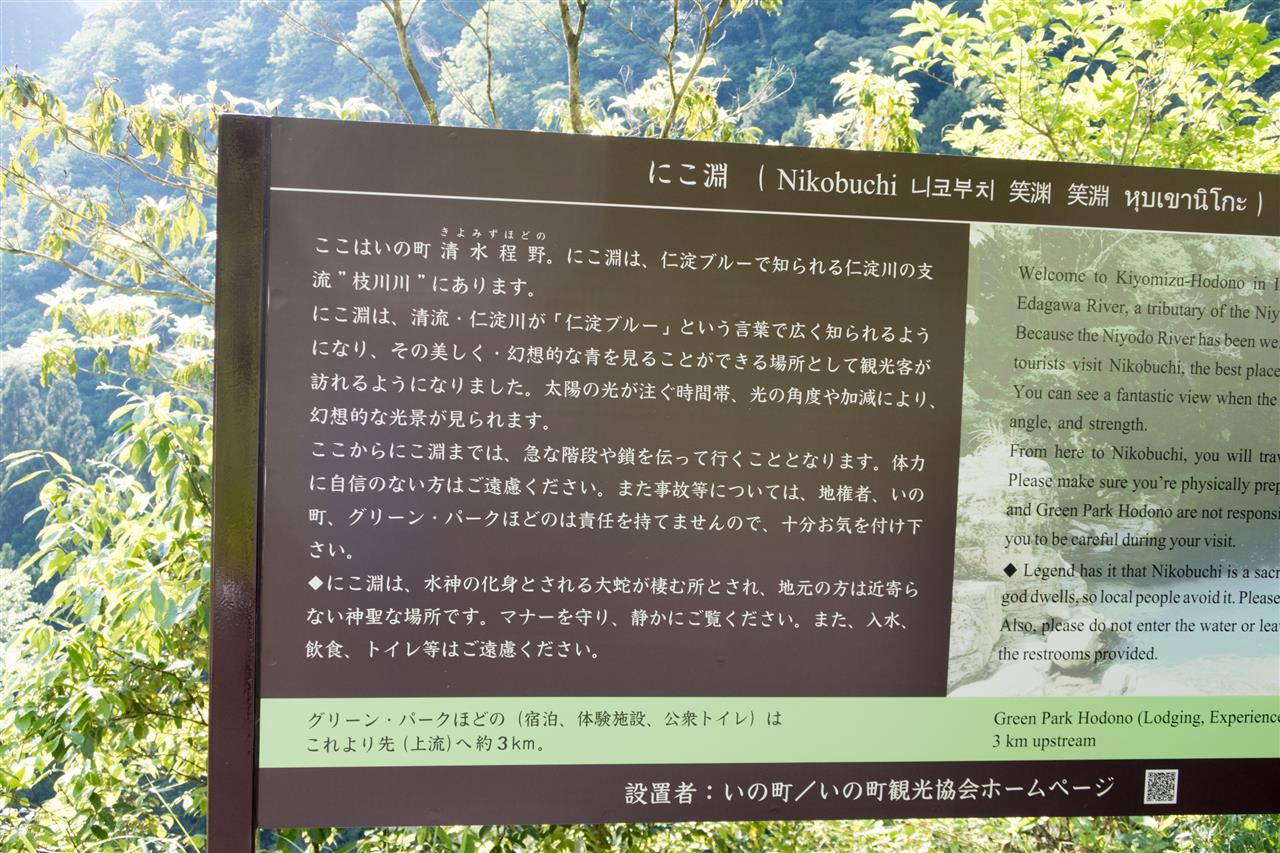 にこ淵 ( Nikobuchi 니코부치 笑渊 笑淵 หุบเขานิโกะ )
きよみずほどの
ここはいの町 清水程野。にこ淵は、仁淀ブルーで知られる仁淀川の支
流”枝川川”にあります。
にこ淵は、清流・仁淀川が「仁淀ブルー」という言葉で広く知られるよう
になり、その美しく・幻想的な青を見ることができる場所として観光客が
訪れるようになりました。太陽の光が注ぐ時間帯、光の角度や加減により、
幻想的な光景が見られます。
ここからにこ淵までは、急な階段や鎖を伝って行くこととなります。体力
に自信のない方はご遠慮ください。また事故等については、地権者、いの
町、グリーン・パークほどのは責任を持てませんので、十分お気を付け下
さい。
◆にこ淵は、水神の化身とされる大蛇が棲む所とされ、地元の方は近寄ら
ない神聖な場所です。マナーを守り、静かにご覧ください。また、入水、
飲食、トイレ等はご遠慮ください。
Welcome to Kiyomizu-Hodono in
Edagawa River, a tributary of the
Because the Niyodo River has been
tourists visit Nikobuchi, the best place
You can see a fantastic view when the
angle, and strength.
From here to Nikobuchi, you will
Please make sure you're physically
and Green Park Hodono are not
you to be careful during your visit.
◆ Legend has it that Nikobuchi is a
god dwells, so local people avoid it. Please
Also, please do not enter the water or
the restrooms provided.
グリーン・パークほどの (宿泊、体験施設、公衆トイレ) は
これより先 (上流)へ約3km。
Green Park Hodono (Lodging, Experience
3 km upstream
設置者：いの町／いの町観光協会ホームページ